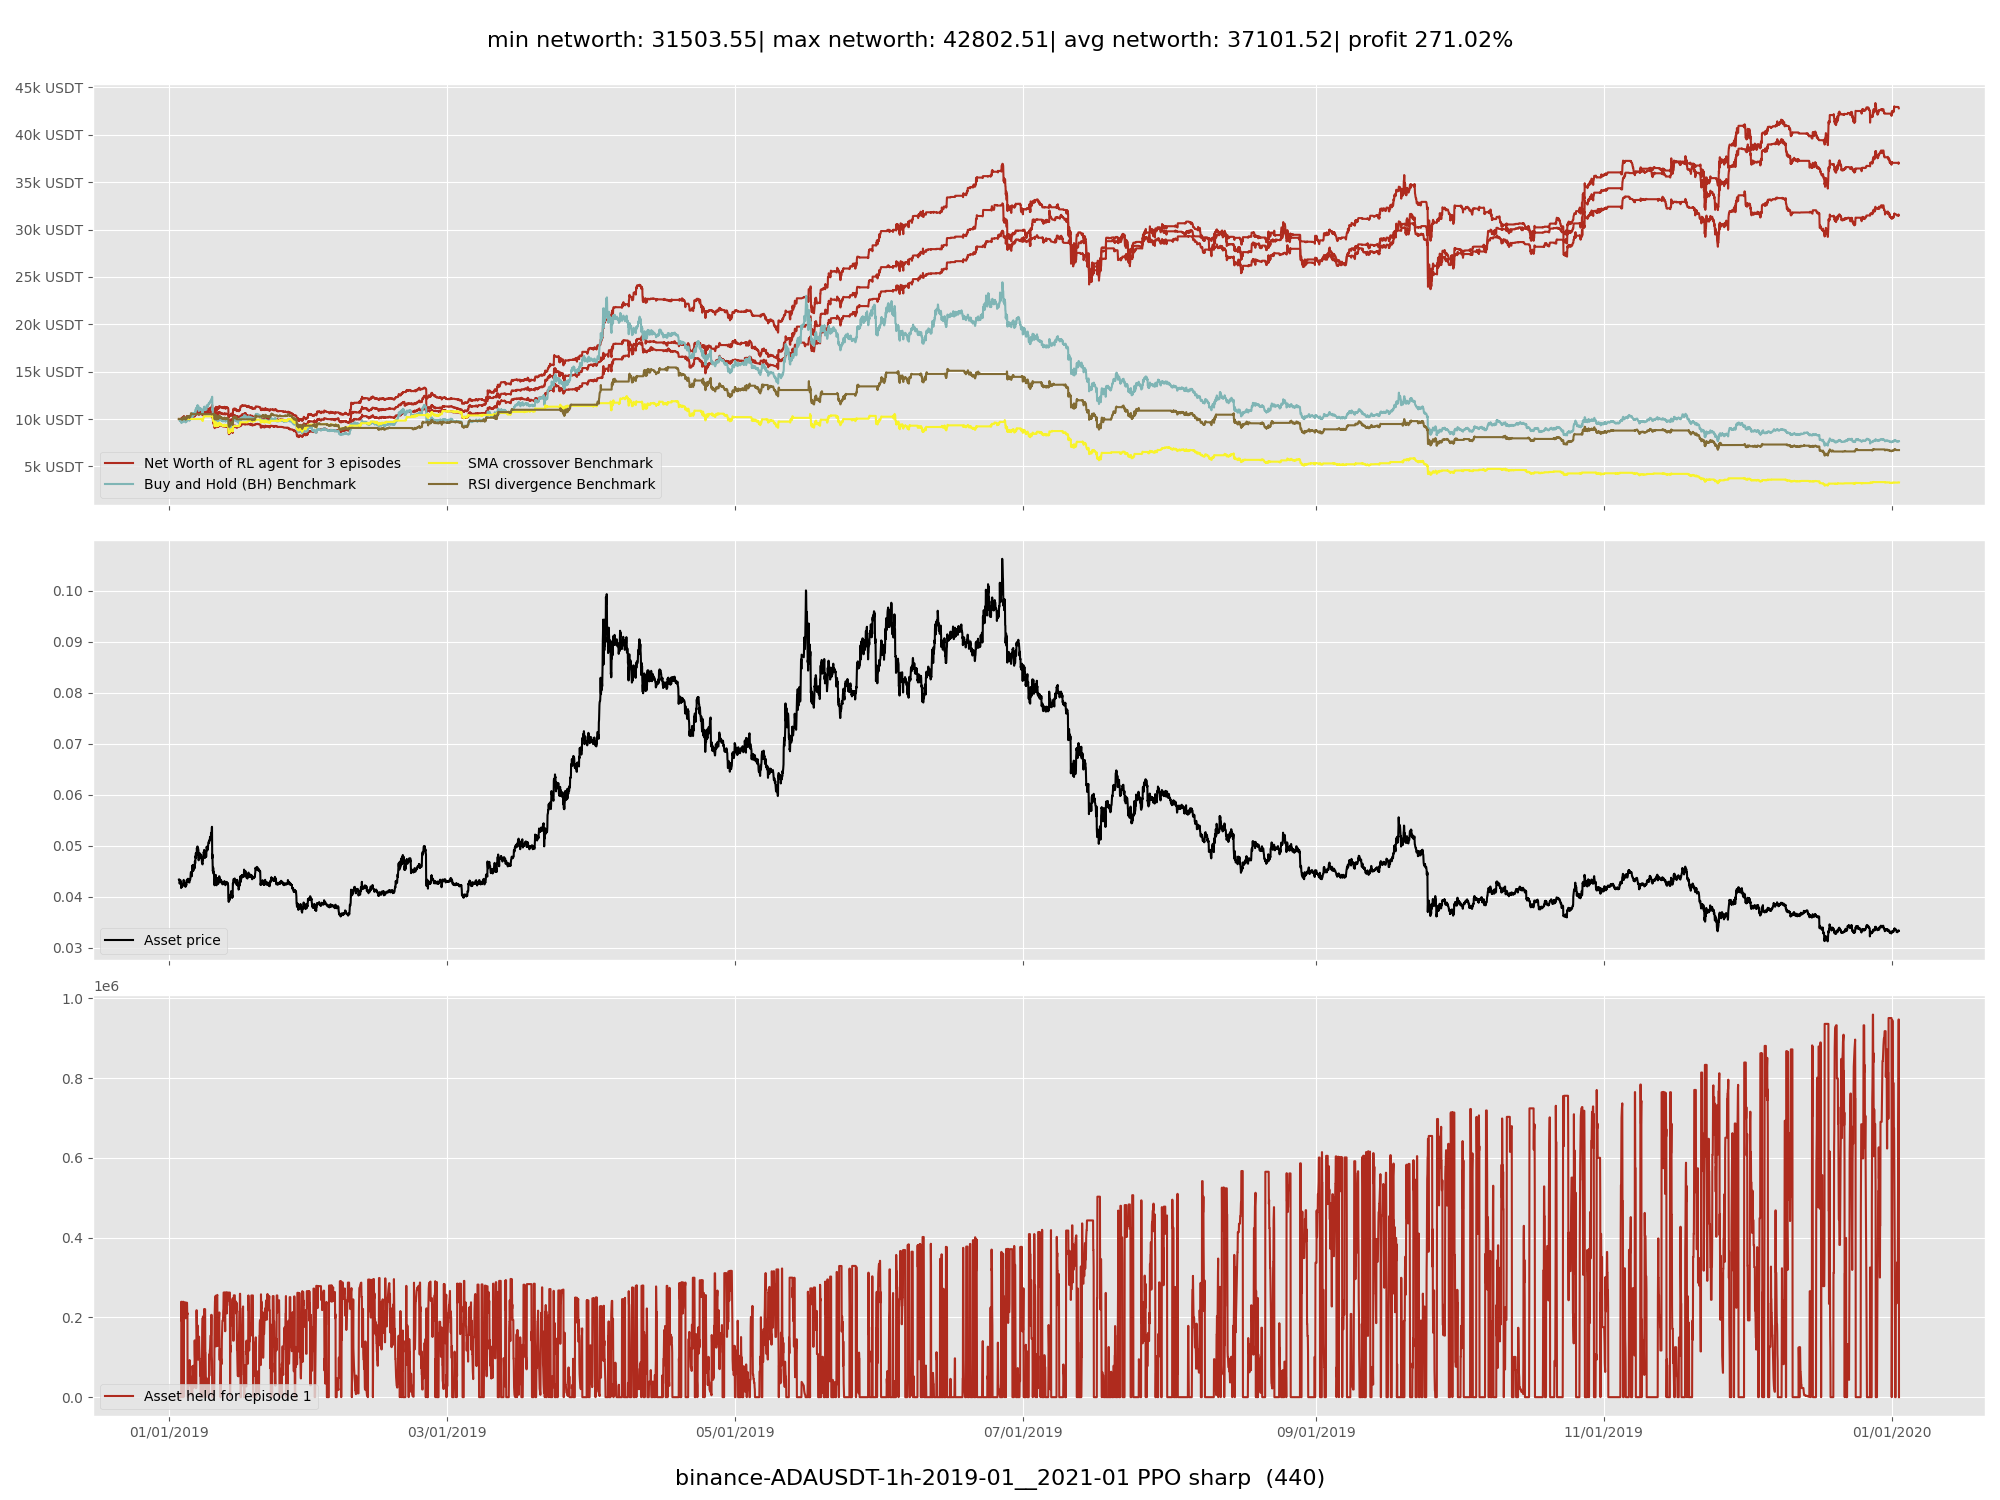 min networth: 31503.55| max networth: 42802.51| avg networth: 37101.52| profit 271.02%
45k USDT
40k USDT
35k USDT
30k USDT
25k USDT
20k USDT
15k USDT
10k USDT
5k USDT
Net Worth of RL agent for 3 episodes
Buy and Hold (BH) Benchmark
SMA crossover Benchmark
RSI divergence Benchmark
0.10
0.09
0.08
0.07
0.06
0.05
0.04
0.03
Asset price
1e6
1.0
0.8
0.6
0.4
0.2
0.0
Asset held for episode 1
01/01/2019
03/01/2019
05/01/2019
07/01/2019
09/01/2019
11/01/2019
01/01/2020
binance-ADAUSDT-1h-2019-01__2021-01 PPO sharp (440)